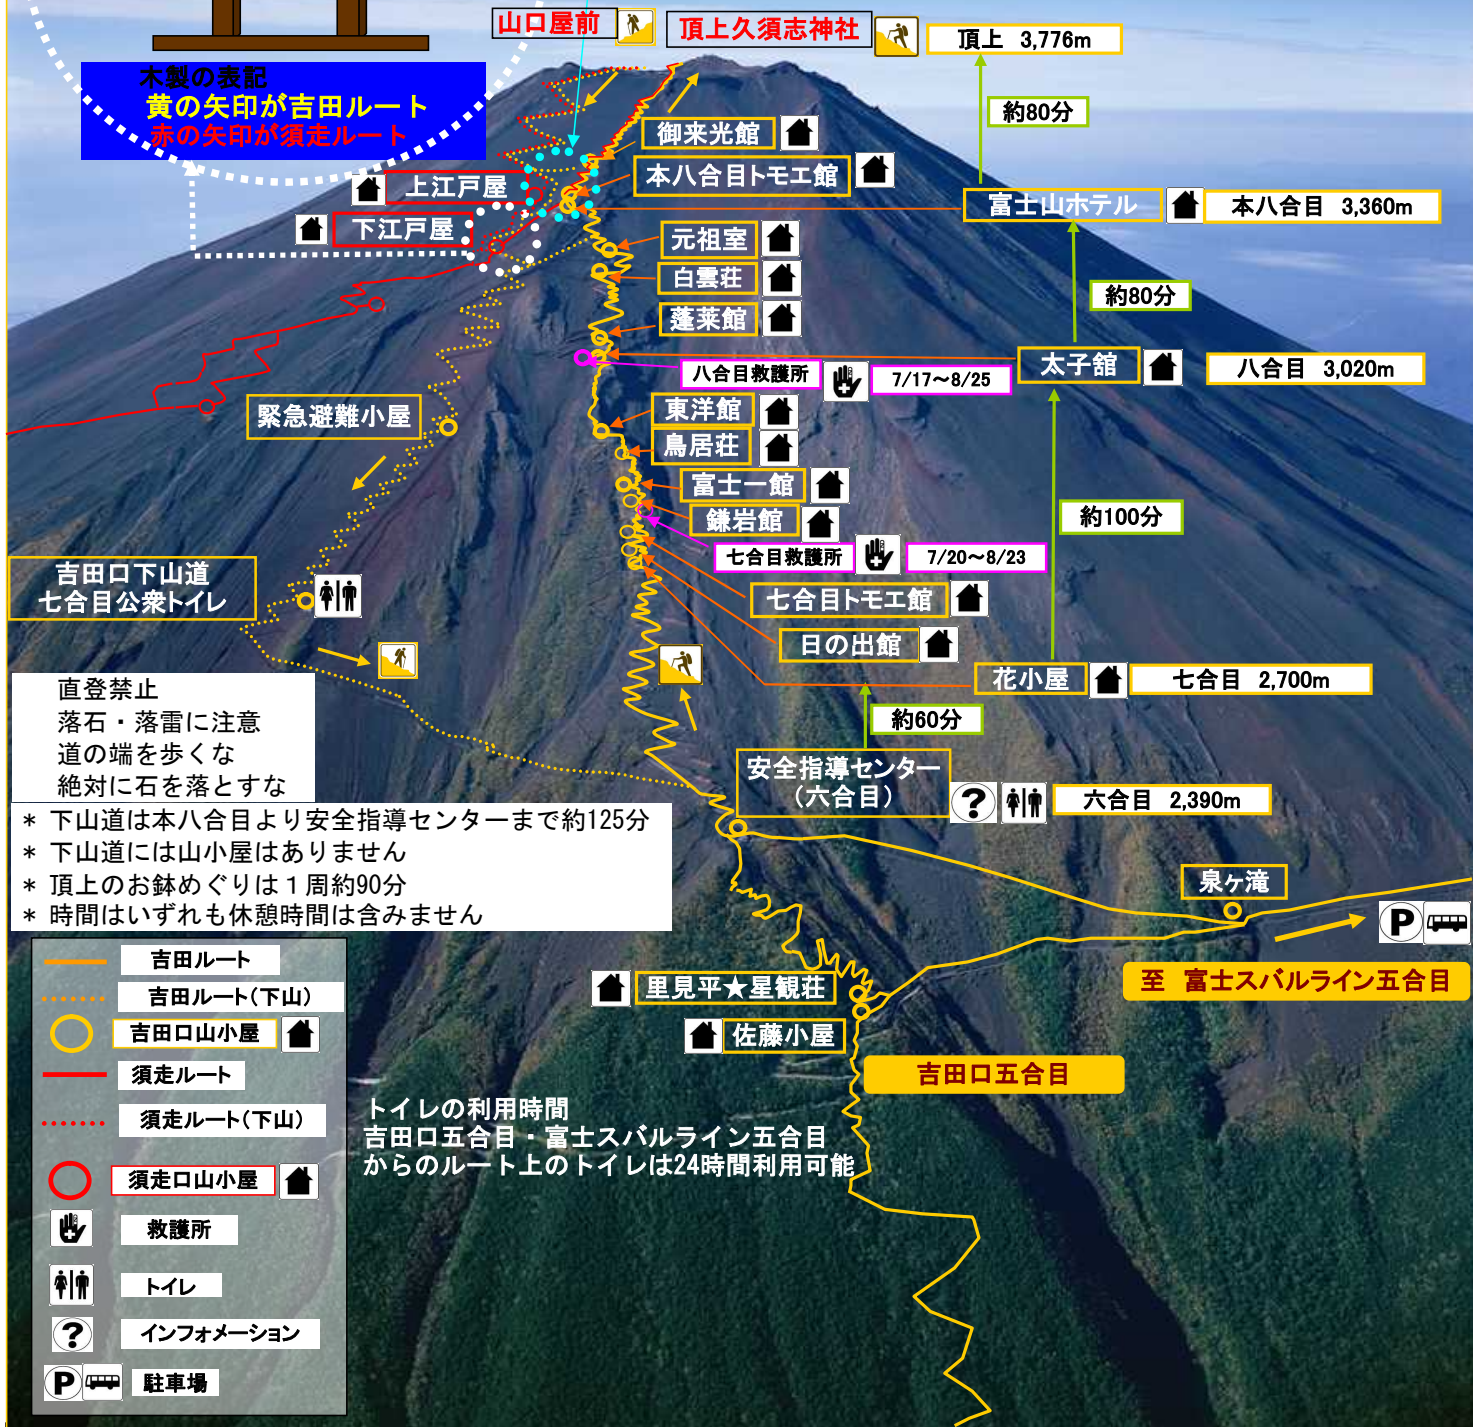 山口屋前
頂上久須志神社
頂上 3,776m
木製の表記
黄の矢印が吉田ルート
赤の矢印が須走ルート
約80分
御来光館
本八合目トモエ館
上江戸屋
下江戸屋
富士山ホテル
本八合目 3,360m
元祖室
白雲荘
蓬莱館
約80分
太子舘
八合目 3,020m
八合目救護所
7/17～8/25
緊急避難小屋
東洋館
鳥居荘
富士一館
鎌岩館
約100分
七合目救護所
7/20～8/23
吉田口下山道
七合目公衆トイレ
七合目トモエ館
日の出館
花小屋
七合目 2,700m
約60分
直登禁止
落石・落雷に注意
道の端を歩くな
絶対に石を落とすな
安全指導センター
(六合目)
六合目 2,390m
* 下山道は本八合目より安全指導センターまで約125分
* 下山道には山小屋はありません
* 頂上のお鉢めぐりは１周約90分
* 時間はいずれも休憩時間は含みません
泉ヶ滝
P
至 富士スバルライン五合目
里見平★星観荘
佐藤小屋
吉田口五合目
吉田ルート
吉田ルート(下山)
吉田口山小屋
須走ルート
須走ルート(下山)
須走口山小屋
救護所
トイレ
?
インフォメーション
P
駐車場
トイレの利用時間
吉田口五合目・富士スバルライン五合目
からのルート上のトイレは24時間利用可能